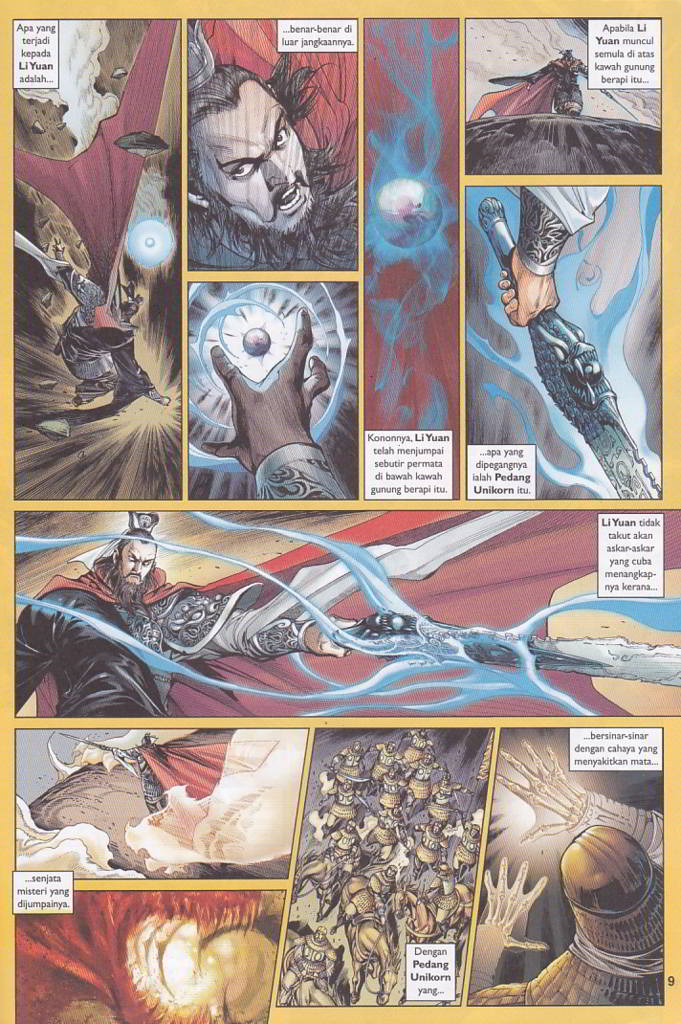 Apa yang
terjadi
kepada
Li Yuan
adalah...
...benar-benar di
luar jangkaannya.
Kononnya, Li Yuan
telah menjumpai
sebutir permata
di bawah kawah
gunung berapi itu.
Apabila Li
Yuan muncul
semula di atas
kawah gunung
berapi itu...
...apa yang
dipegangnya
ialah Pedang
Unikorn itu.
Li Yuan tidak
takut akan
askar-askar
yang cuba
menangkap-
nya kerana...
...senjata
misteri yang
dijumpainya.
Dengan
Pedang
Unikorn
yang...
...bersinar-sinar
dengan cahaya yang
menyakitkan mata...
9